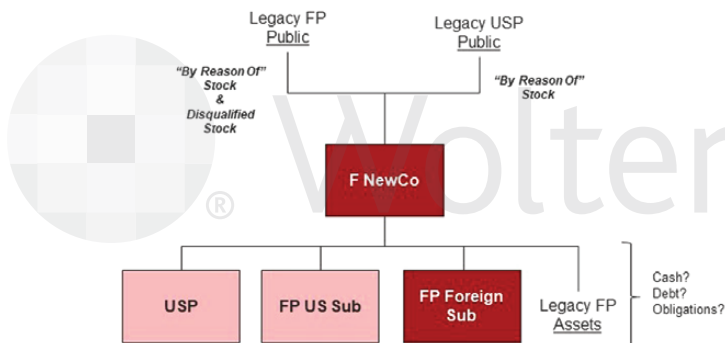 Legacy FP
Public
Legacy USP
Public
“By Reason Of”
Stock
&
Disqualified
Stock
“By Reason Of”
Stock
® Wolter
F NewCo
USP
FP US Sub
FP Foreign
Sub
Legacy FP
Assets
Cash?
Debt?
Obligations?